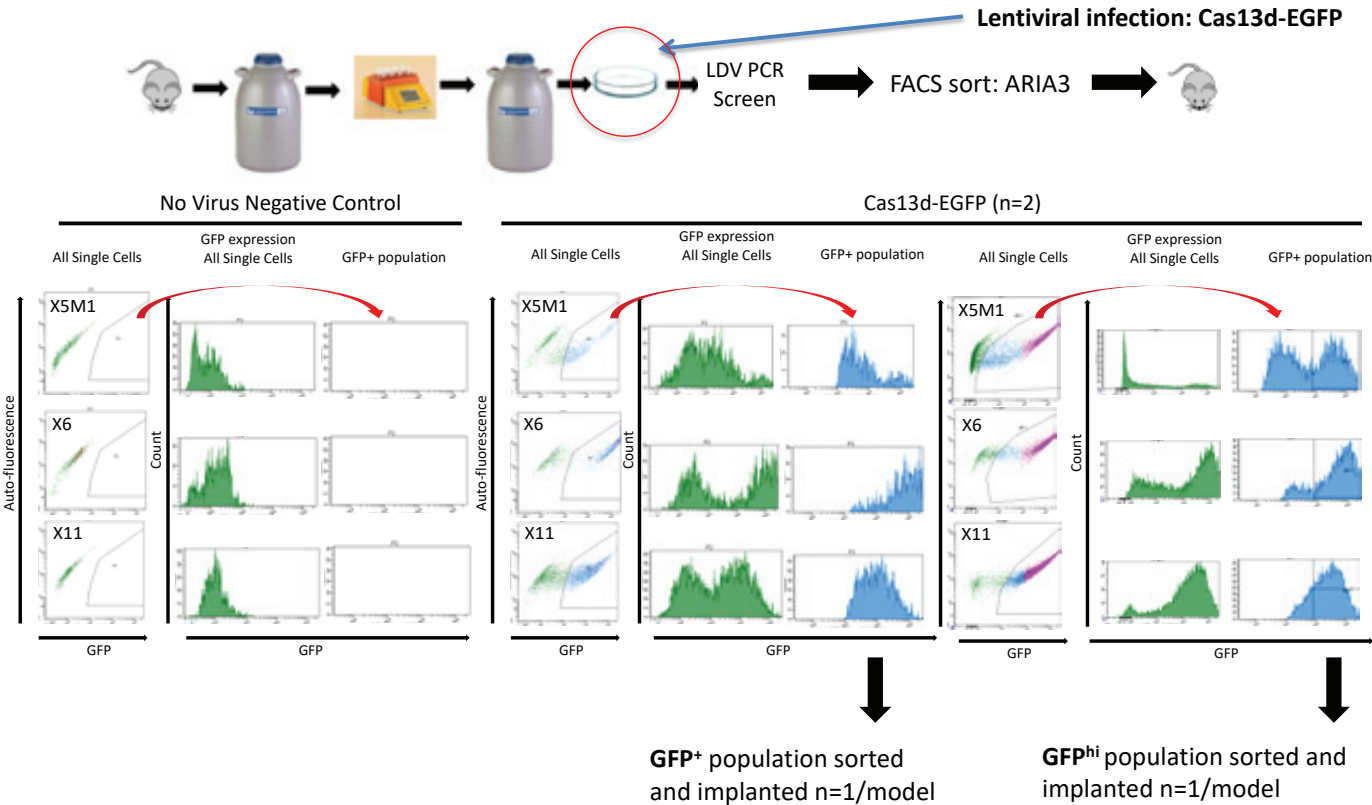 Lentiviral infection: Cas13d-EGFP
LDV PCR
Screen
FACS sort: ARIA3
No Virus Negative Control
Cas13d-EGFP (n=2)
All Single Cells
GFP expression
All Single Cells
GFP+ population
All Single Cells
GFP expression
All Single Cells
GFP+ population
All Single Cells
GFP expression
All Single Cells
GFP+ population
X5M1
X5M1
X5M1
X6
X6
X6
X11
X11
X11
Auto-fluorescence
Count
Auto-fluorescence
Count
Count
GFP
GFP
GFP
GFP
GFP
GFP
GFP+ population sorted
and implanted n=1/model
GFPhi population sorted and
implanted n=1/model